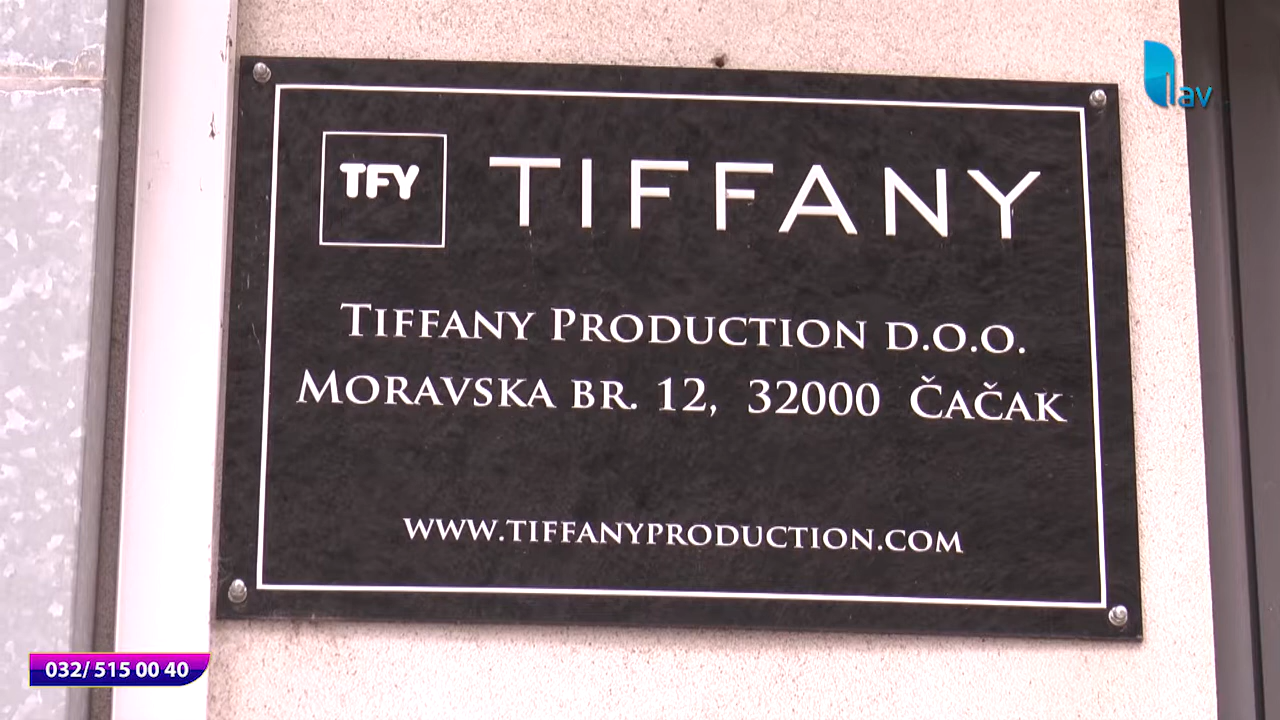 lav
TFY TIFFANY
TIFFANY PRODUCTION D.O.O.
MORAVSKA BR. 12, 32000 ČAČAK
WWW.TIFFANYPRODUCTION.COM
032/ 515 00 40